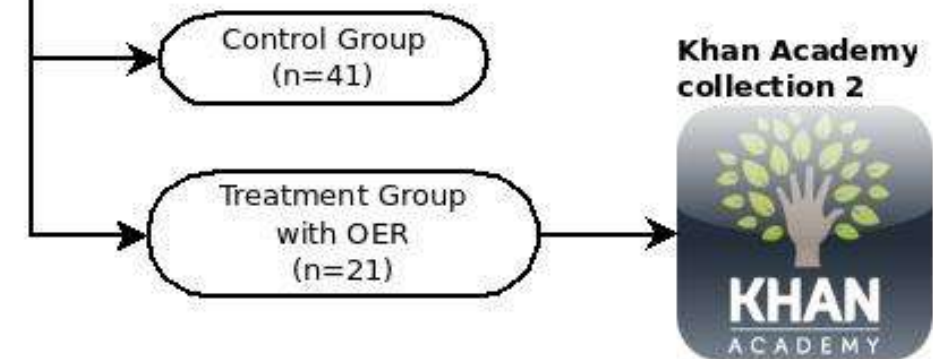 Control Group
(n=41)
Khan Academy
collection 2
Treatment Group
with OER
(n=21)
KHAN
ACADEMY